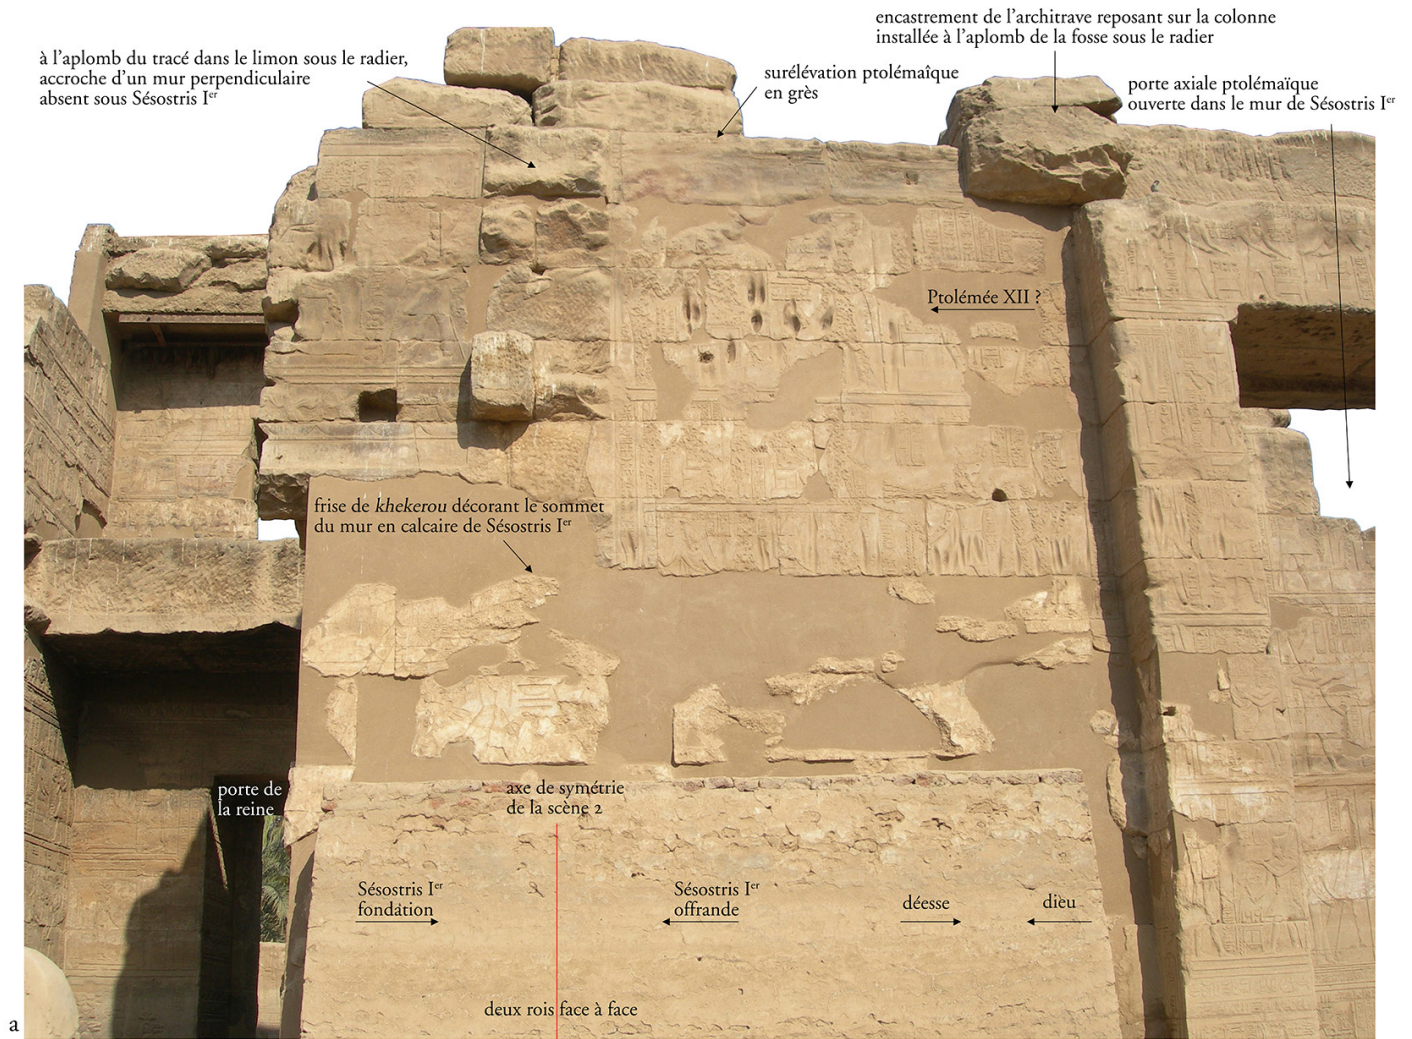 encastrement de l’architrave reposant sur la colonne
installée à l’aplomb de la fosse sous le radier
à l’aplomb du tracé dans le limon sous le radier,
accroche d’un mur perpendiculaire
absent sous Sésostris Iᵉʳ
surélévation ptolémaîque
en grès
porte axiale ptolémaïque
ouverte dans le mur de Sésostris Iᵉʳ
Ptolémée XII ?
frise de khekerou décorant le sommet
du mur en calcaire de Sésostris Iᵉʳ
porte de
la reine
axe de symétrie
de la scène 2
Sésostris Iᵉʳ
fondation
Sésostris Iᵉʳ
offrande
déesse
dieu
deux rois face à face
a